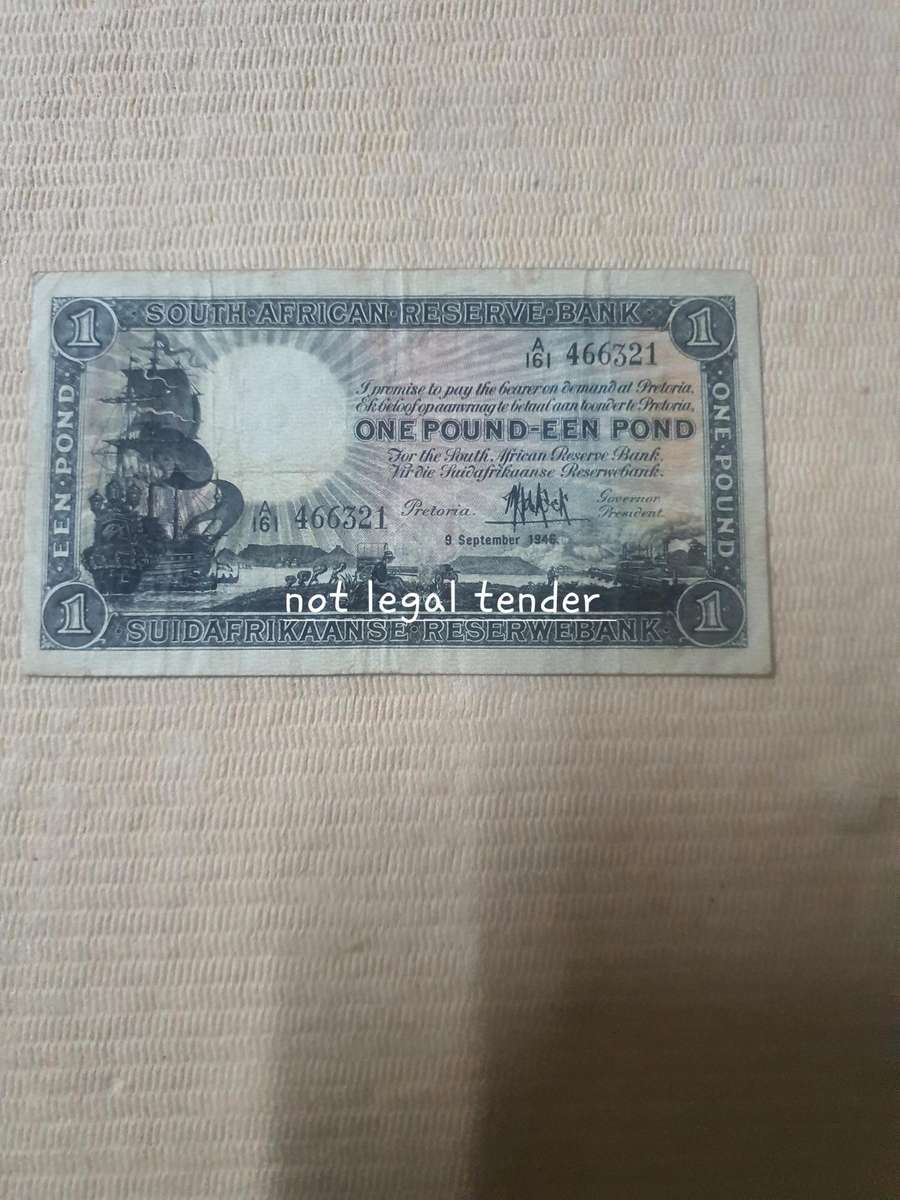 SOUTH·AFRICAN·RESERVE·BANK
1
1
A/161 466321
I promise to pay the bearer on demand at Pretoria.
Ek beloof op aanvraag te betaal aan toonder te Pretoria.
ONE POUND-EEN POND
For the South African Reserve Bank.
Vir die Suidafrikaanse Reserwebank.
EEN·POND
ONE·POUND
A/161 466321
Pretoria.
Governor
President.
9 September 1946.
not legal tender
1
1
SUIDAFRIKAANSE·RESERWEBANK